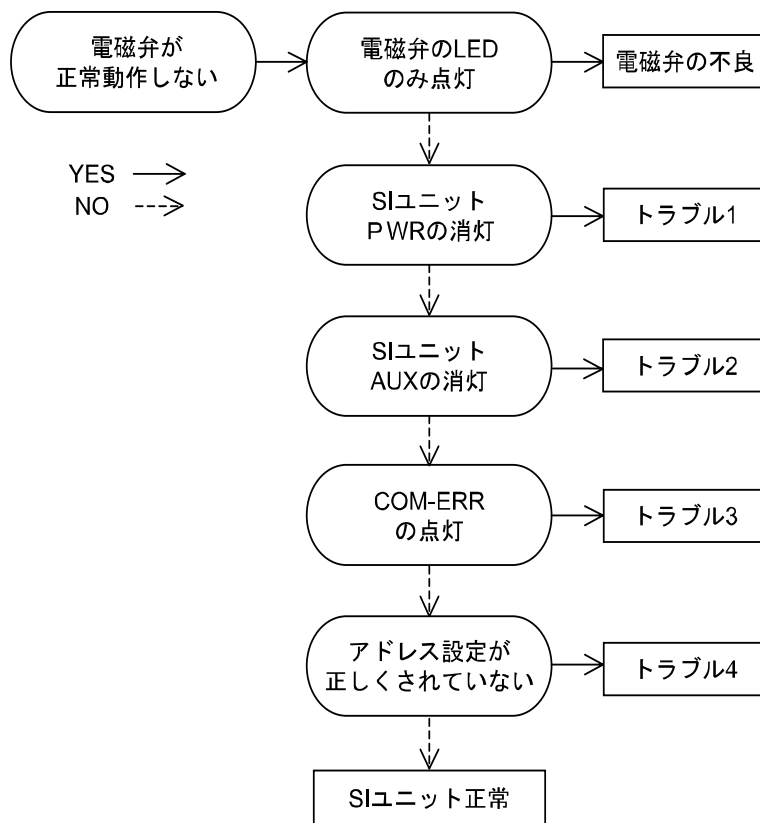 電磁弁が
正常動作しない
電磁弁のLED
のみ点灯
電磁弁の不良
YES
NO
SIユニット
PWRの消灯
トラブル1
SIユニット
AUXの消灯
トラブル2
COM-ERR
の点灯
トラブル3
アドレス設定が
正しくされていない
トラブル4
SIユニット正常